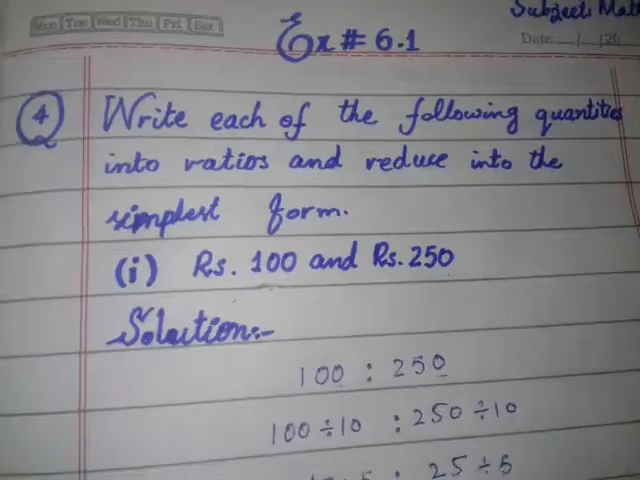 Mon Tue Wed Thu Fri Sat
Subject: Mat
Ex # 6.1
Date: / /20
4 Write each of the following quantities
into ratios and reduce into the
simplest form.
(i) Rs. 100 and Rs. 250
Solution:-
100 : 250
100 ÷ 10 : 250 ÷ 10
: 25 ÷ 5